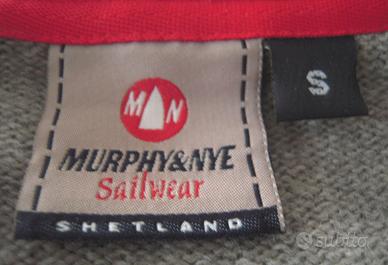 M N
S
MURPHY&NYE
Sailwear
SHETLAND
subito